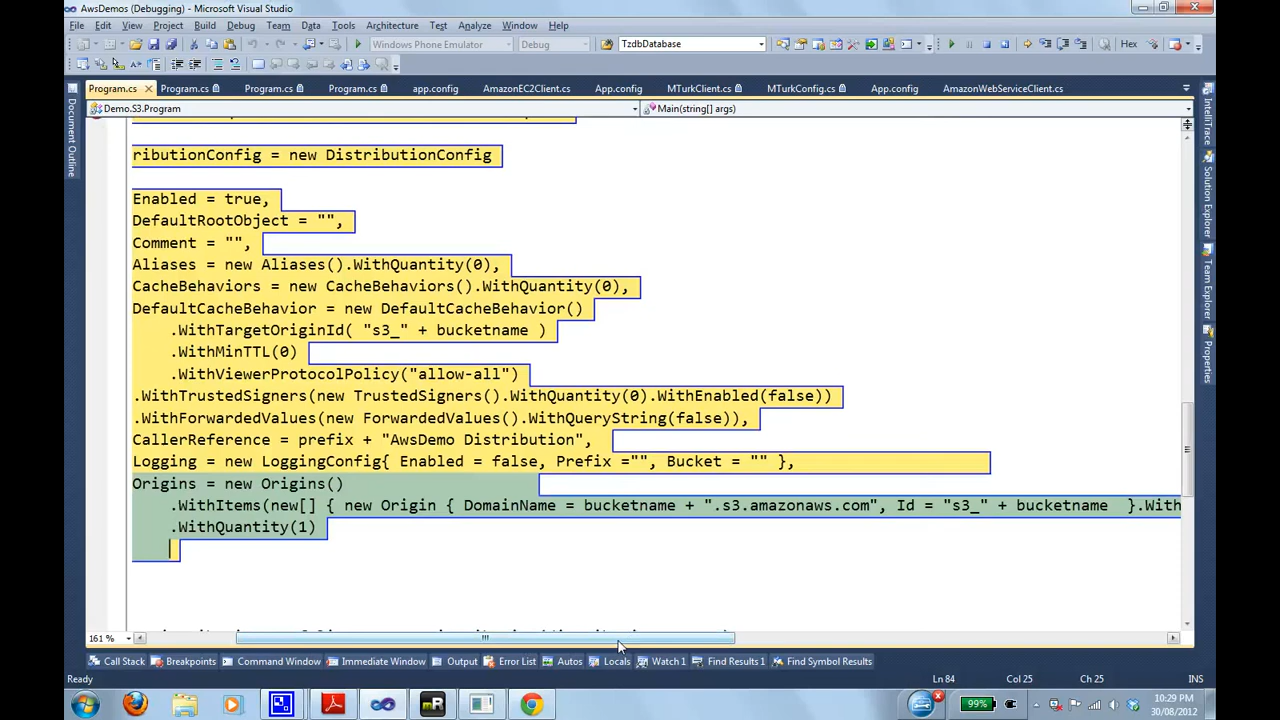 AwsDemos (Debugging) - Microsoft Visual Studio
File Edit View Project Build Debug Team Data Tools Architecture Test Analyze Window Help
Windows Phone Emulator Debug TzdbDatabase Hex
Program.cs Program.cs Program.cs Program.cs app.config AmazonEC2Client.cs App.config MTurkClient.cs MTurkConfig.cs App.config AmazonWebServiceClient.cs
Demo.S3.Program Main(string[] args)
Document Outline
IntelliTrace
Solution Explorer
Team Explorer
Properties
ributionConfig = new DistributionConfig
Enabled = true,
DefaultRootObject = "",
Comment = "",
Aliases = new Aliases().WithQuantity(0),
CacheBehaviors = new CacheBehaviors().WithQuantity(0),
DefaultCacheBehavior = new DefaultCacheBehavior()
.WithTargetOriginId( "s3_" + bucketname )
.WithMinTTL(0)
.WithViewerProtocolPolicy("allow-all")
.WithTrustedSigners(new TrustedSigners().WithQuantity(0).WithEnabled(false))
.WithForwardedValues(new ForwardedValues().WithQueryString(false)),
CallerReference = prefix + "AwsDemo Distribution",
Logging = new LoggingConfig{ Enabled = false, Prefix ="", Bucket = "" },
Origins = new Origins()
.WithItems(new[] { new Origin { DomainName = bucketname + ".s3.amazonaws.com", Id = "s3_" + bucketname }.With
.WithQuantity(1)
161 %
Call Stack Breakpoints Command Window Immediate Window Output Error List Autos Locals Watch 1 Find Results 1 Find Symbol Results
Ready Ln 84 Col 25 Ch 25 INS
99% 10:29 PM
30/08/2012